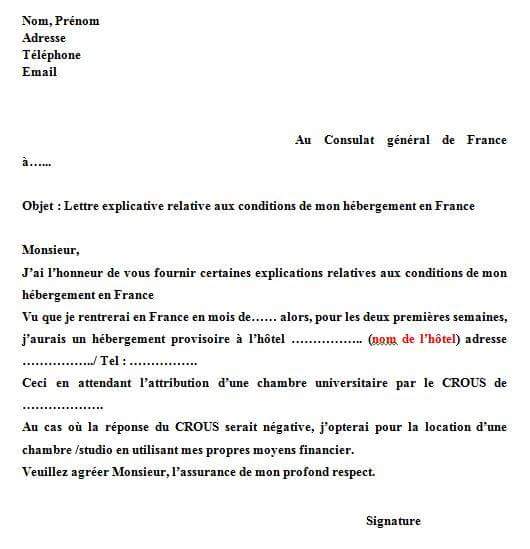 Nom, Prénom
Adresse
Téléphone
Email
Au Consulat général de France
à…...
Objet : Lettre explicative relative aux conditions de mon hébergement en France
Monsieur,
J’ai l’honneur de vous fournir certaines explications relatives aux conditions de mon
hébergement en France
Vu que je rentrerai en France en mois de…… alors, pour les deux premières semaines,
j’aurais un hébergement provisoire à l’hôtel …………….. (nom de l’hôtel) adresse
……………../ Tel : …………….
Ceci en attendant l’attribution d’une chambre universitaire par le CROUS de
……………….
Au cas où la réponse du CROUS serait négative, j’opterai pour la location d’une
chambre /studio en utilisant mes propres moyens financier.
Veuillez agréer Monsieur, l’assurance de mon profond respect.
Signature